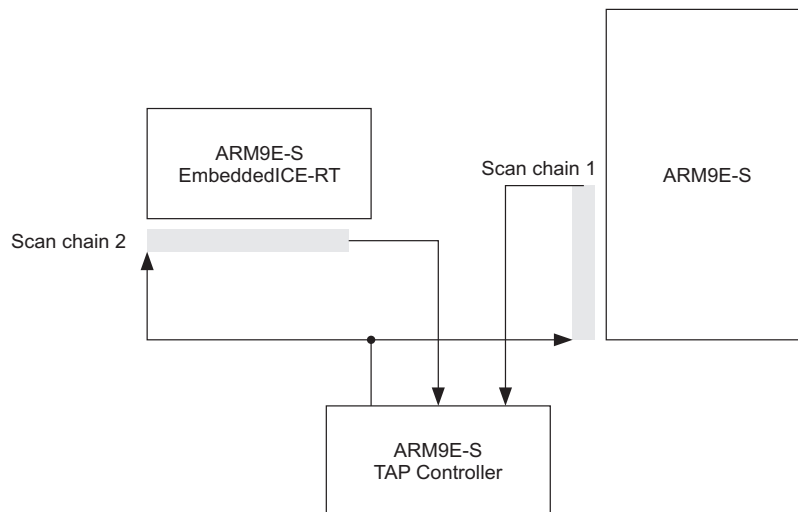 ARM9E-S
EmbeddedICE-RT
Scan chain 1
ARM9E-S
Scan chain 2
ARM9E-S
TAP Controller